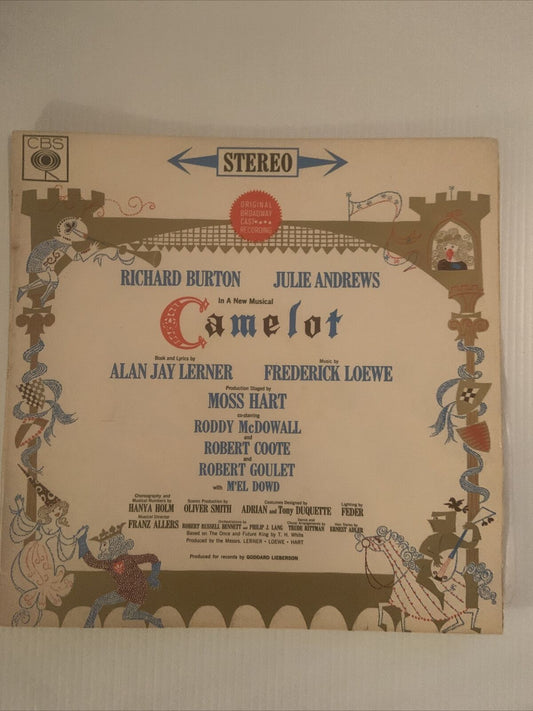 CBS
STEREO
ORIGINAL
BROADWAY
CAST
RECORDING
RICHARD BURTON JULIE ANDREWS
In A New Musical
Camelot
Book and Lyrics by Music by
ALAN JAY LERNER FREDERICK LOEWE
Production Staged by
MOSS HART
co-starring
RODDY McDOWALL
and
ROBERT COOTE
and
ROBERT GOULET
with M'EL DOWD
Choreography and
Musical Numbers by Scenic Production by Costumes Designed by Lighting by
HANYA HOLM OLIVER SMITH ADRIAN and Tony DUQUETTE FEDER
Musical Director Orchestrations by Dance and Choral Arrangements by Hair Styles by
FRANZ ALLERS ROBERT RUSSELL BENNETT and PHILIP J. LANG TRUDE RITTMAN ERNEST ADLER
Based on The Once and Future King by T. H. White
Produced by the Messrs. LERNER • LOEWE • HART
Produced for records by GODDARD LIEBERSON